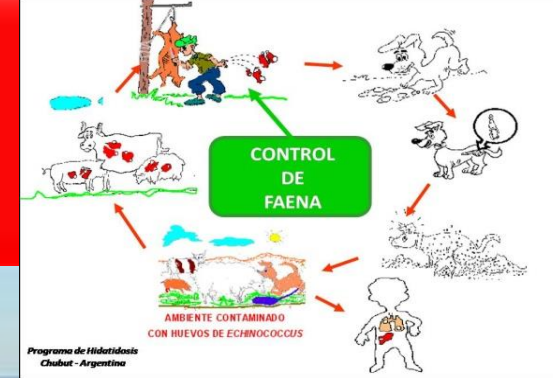 CONTROL
DE
FAENA
AMBIENTE CONTAMINADO
CON HUEVOS DE ECHINOCOCCUS
Programa de Hidatidosis
Chubut - Argentina